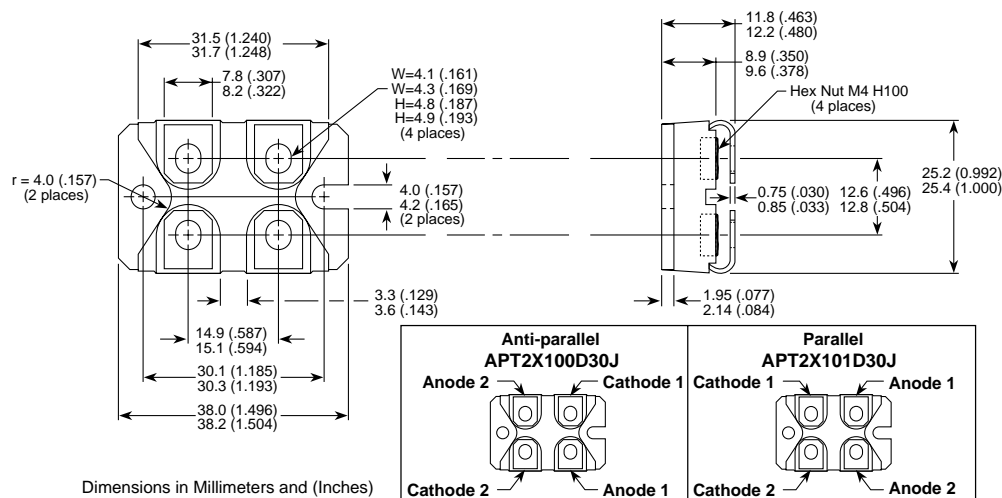 31.5 (1.240)
31.7 (1.248)
7.8 (.307)
8.2 (.322)
W=4.1 (.161)
W=4.3 (.169)
H=4.8 (.187)
H=4.9 (.193)
(4 places)
r = 4.0 (.157)
(2 places)
4.0 (.157)
4.2 (.165)
(2 places)
3.3 (.129)
3.6 (.143)
14.9 (.587)
15.1 (.594)
30.1 (1.185)
30.3 (1.193)
38.0 (1.496)
38.2 (1.504)
11.8 (.463)
12.2 (.480)
8.9 (.350)
9.6 (.378)
Hex Nut M4 H100
(4 places)
0.75 (.030)
0.85 (.033)
12.6 (.496)
12.8 (.504)
25.2 (0.992)
25.4 (1.000)
1.95 (.077)
2.14 (.084)
Anti-parallel
APT2X100D30J
Anode 2
Cathode 1
Cathode 2
Anode 1
Parallel
APT2X101D30J
Cathode 1
Anode 1
Cathode 2
Anode 2
Dimensions in Millimeters and (Inches)